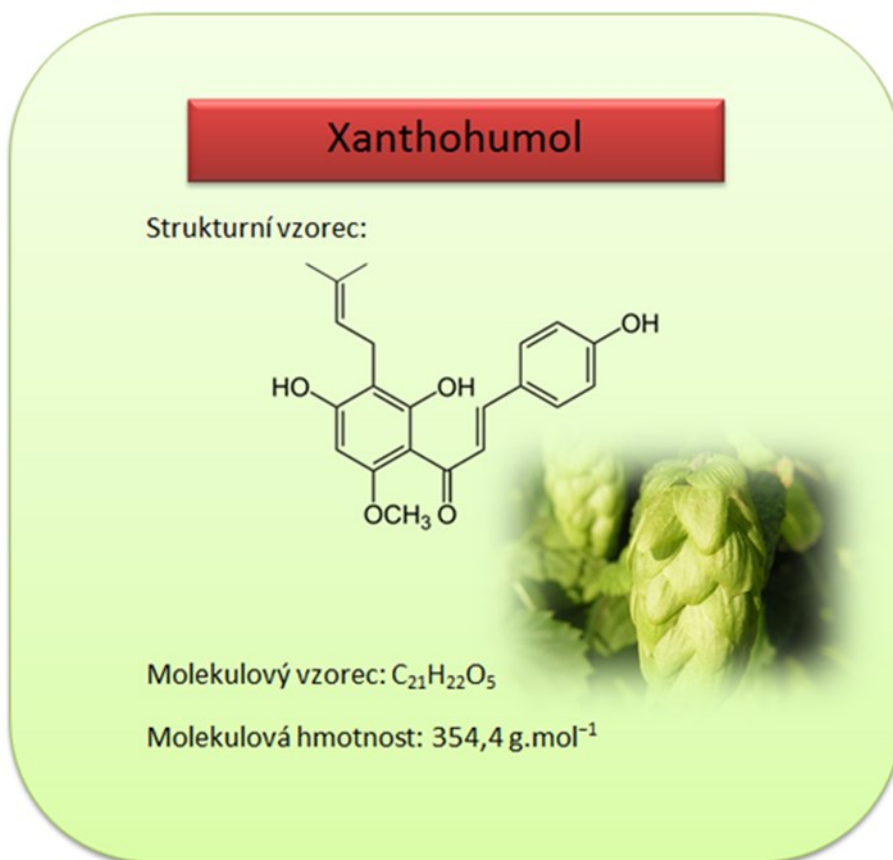 Xanthohumol
Strukturní vzorec:
HO
OH
OH
OCH₃ O
Molekulový vzorec: C₂₁H₂₂O₅
Molekulová hmotnost: 354,4 g.mol⁻¹